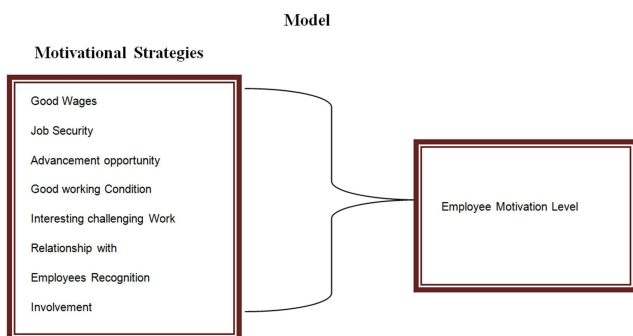 Model
Motivational Strategies
Good Wages
Job Security
Advancement opportunity
Good working Condition
Interesting challenging Work
Relationship with
Employees Recognition
Involvement
Employee Motivation Level